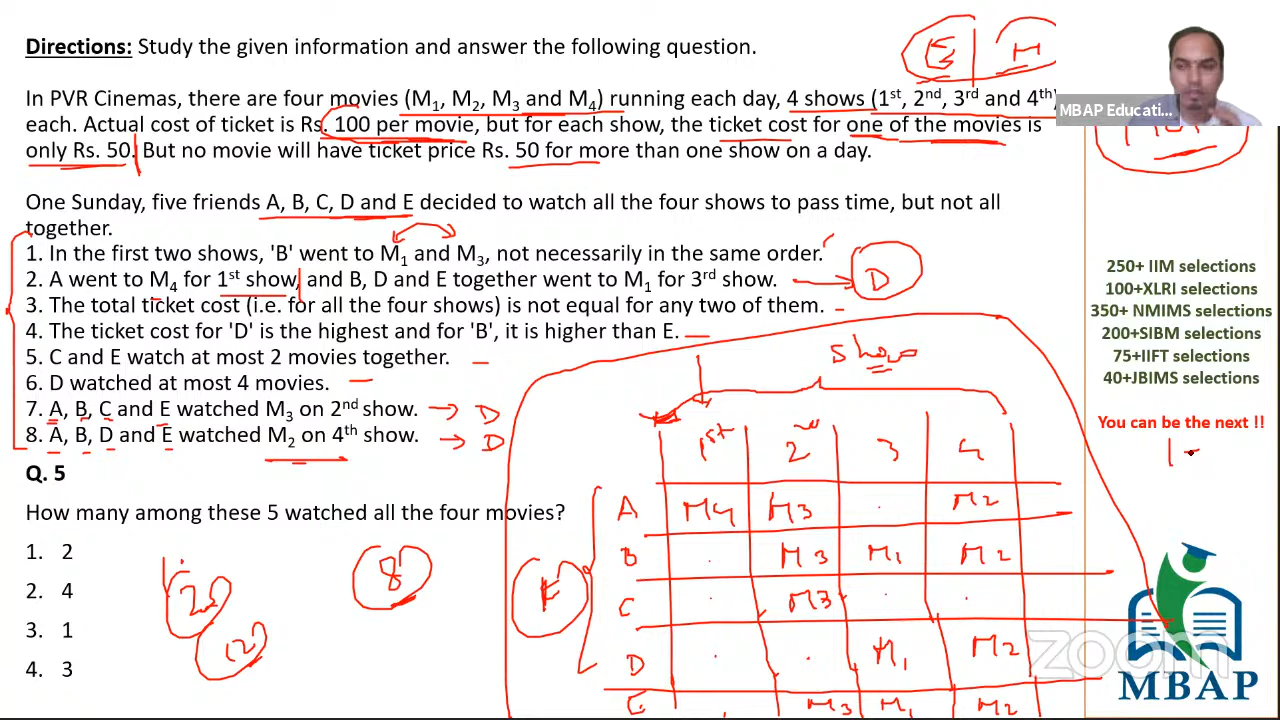 Directions: Study the given information and answer the following question.
E | M
In PVR Cinemas, there are four movies (M₁, M₂, M₃ and M₄) running each day, 4 shows (1st, 2nd, 3rd and 4th)
MBAP Educati...
each. Actual cost of ticket is Rs. 100 per movie, but for each show, the ticket cost for one of the movies is
only Rs. 50. But no movie will have ticket price Rs. 50 for more than one show on a day.
One Sunday, five friends A, B, C, D and E decided to watch all the four shows to pass time, but not all
together.
1. In the first two shows, 'B' went to M₁ and M₃, not necessarily in the same order.
2. A went to M₄ for 1st show, and B, D and E together went to M₁ for 3rd show.
D
3. The total ticket cost (i.e. for all the four shows) is not equal for any two of them.
4. The ticket cost for 'D' is the highest and for 'B', it is higher than E.
5. C and E watch at most 2 movies together.
6. D watched at most 4 movies.
7. A, B, C and E watched M₃ on 2nd show. → D
8. A, B, D and E watched M₂ on 4th show. → D
250+ IIM selections
100+XLRI selections
350+ NMIMS selections
200+SIBM selections
75+IIFT selections
40+JBIMS selections
You can be the next !!
Q. 5
How many among these 5 watched all the four movies?
1. 2
2. 4
3. 1
4. 3
8
12
shows
1st 2nd 3 4
A M4 M3 . M2
B . M3 M1 M2
C . M3 . .
D . . M1 M2
E . M3 M1 M2
zoom
MBAP